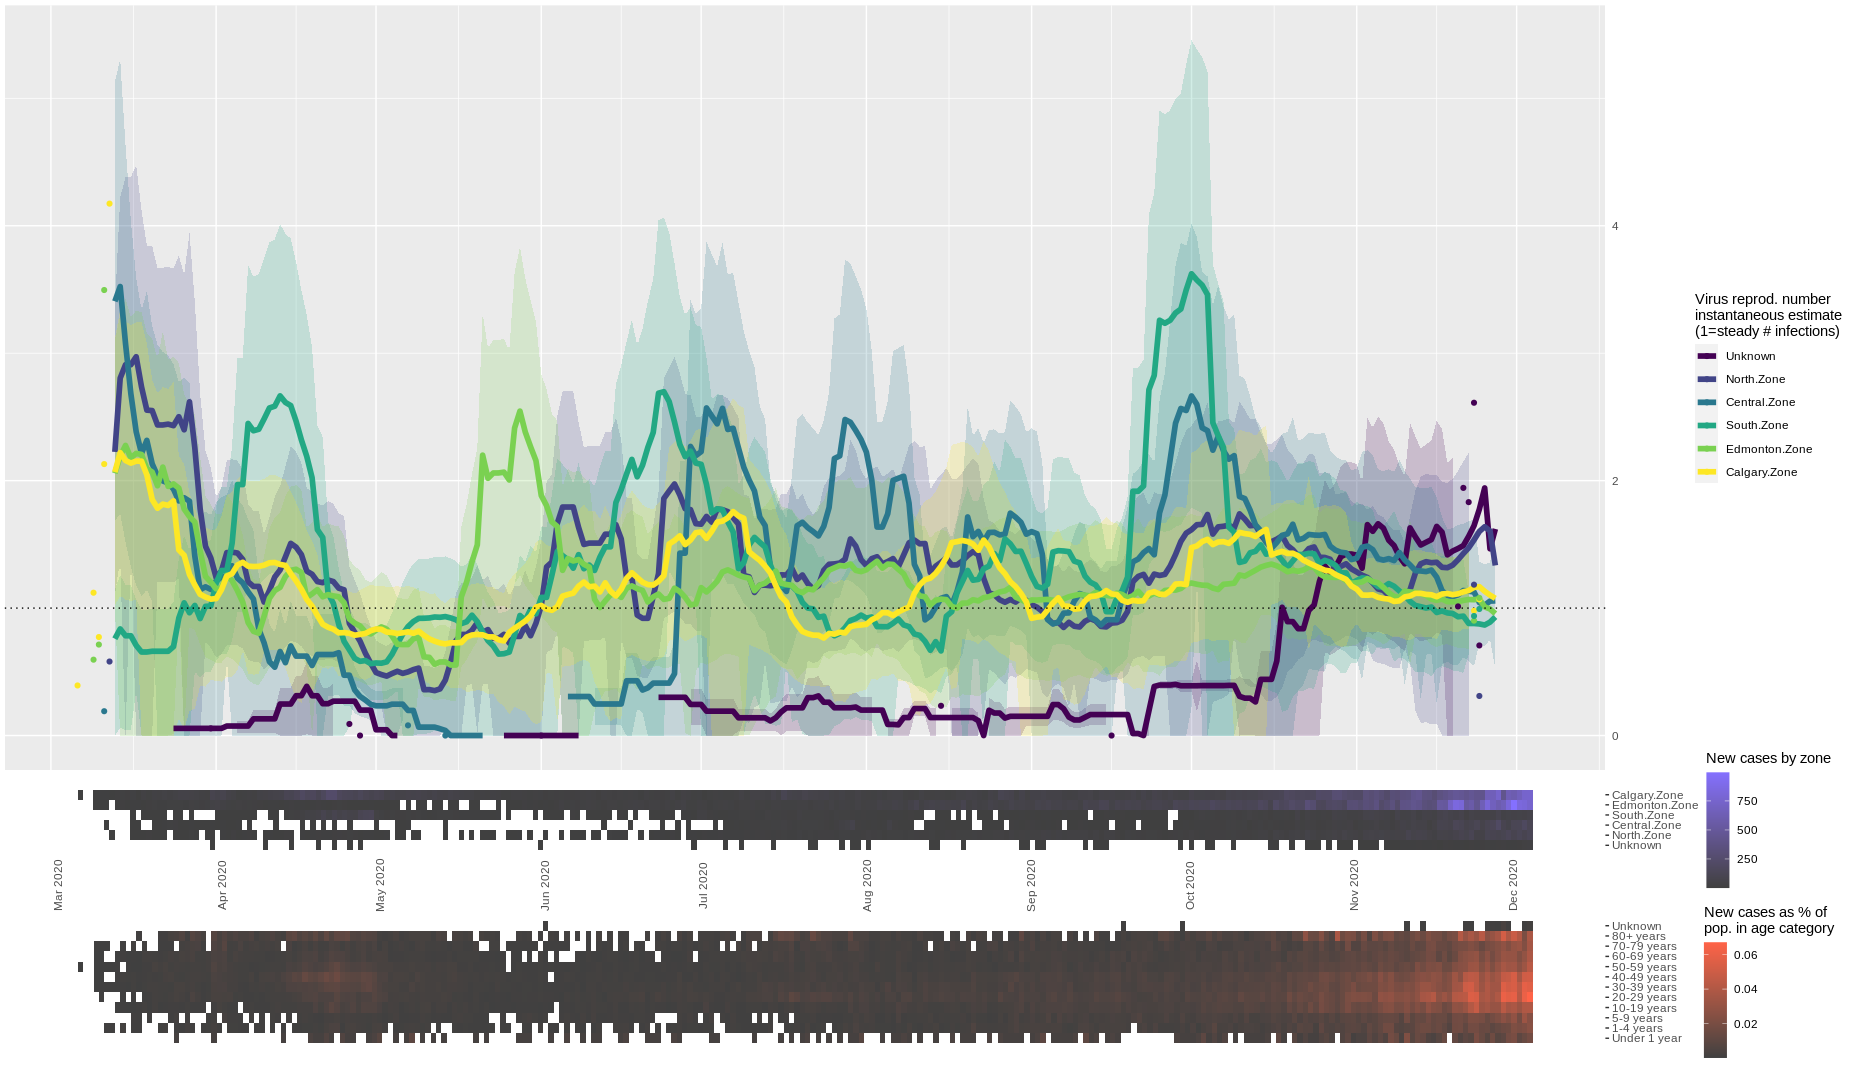 4
2
0
Virus reprod. number
instantaneous estimate
(1=steady # infections)
Unknown
North.Zone
Central.Zone
South.Zone
Edmonton.Zone
Calgary.Zone
Calgary.Zone
Edmonton.Zone
South.Zone
Central.Zone
North.Zone
Unknown
New cases by zone
750
500
250
Mar 2020
Apr 2020
May 2020
Jun 2020
Jul 2020
Aug 2020
Sep 2020
Oct 2020
Nov 2020
Dec 2020
Unknown
80+ years
70-79 years
60-69 years
50-59 years
40-49 years
30-39 years
20-29 years
10-19 years
5-9 years
1-4 years
Under 1 year
New cases as % of
pop. in age category
0.06
0.04
0.02